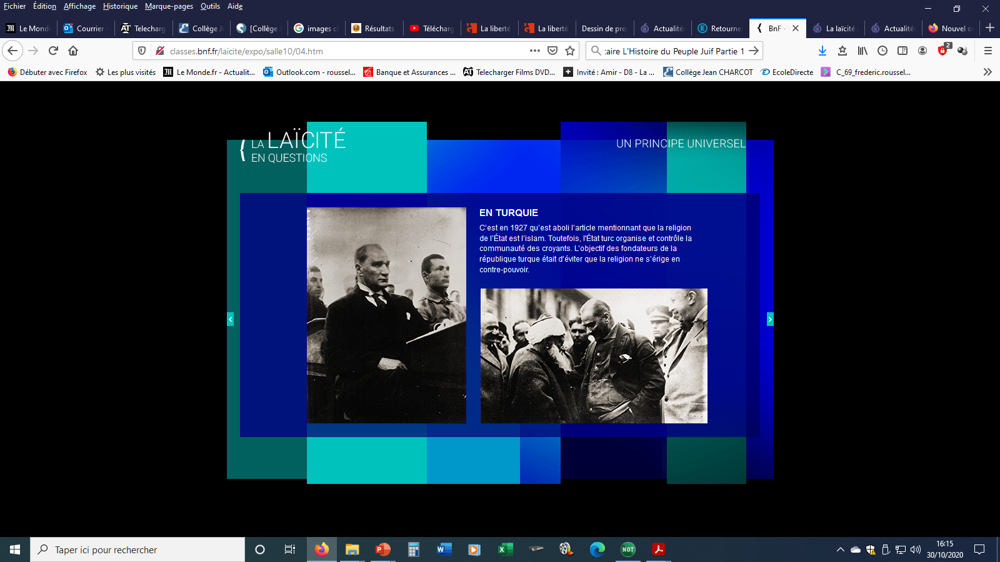 Fichier Édition Affichage Historique Marque-pages Outils Aide
Le Mond Courrier - Telecharg Collège J [Collège J images cl Résultats Télécharg La liberté La liberté Dessin de pre Actualité Retourne BnF - La laïcité Actualité Nouvel o
classes.bnf.fr/laicite/expo/salle10/04.htm
:aire L'Histoire du Peuple Juif Partie 1
2
Débuter avec Firefox Les plus visités Le Monde.fr - Actualit... Outlook.com - roussel... Banque et Assurances ... Telecharger Films DVD... Invité : Amir - D8 - La ... Collège Jean CHARCOT EcoleDirecte C_69_frederic.roussel...
LA LAÏCITÉ
EN QUESTIONS
UN PRINCIPE UNIVERSEL
EN TURQUIE
C'est en 1927 qu'est aboli l'article mentionnant que la religion
de l'État est l'islam. Toutefois, l'État turc organise et contrôle la
communauté des croyants. L'objectif des fondateurs de la
république turque était d'éviter que la religion ne s'érige en
contre-pouvoir.
Taper ici pour rechercher
NOT
16:15
30/10/2020